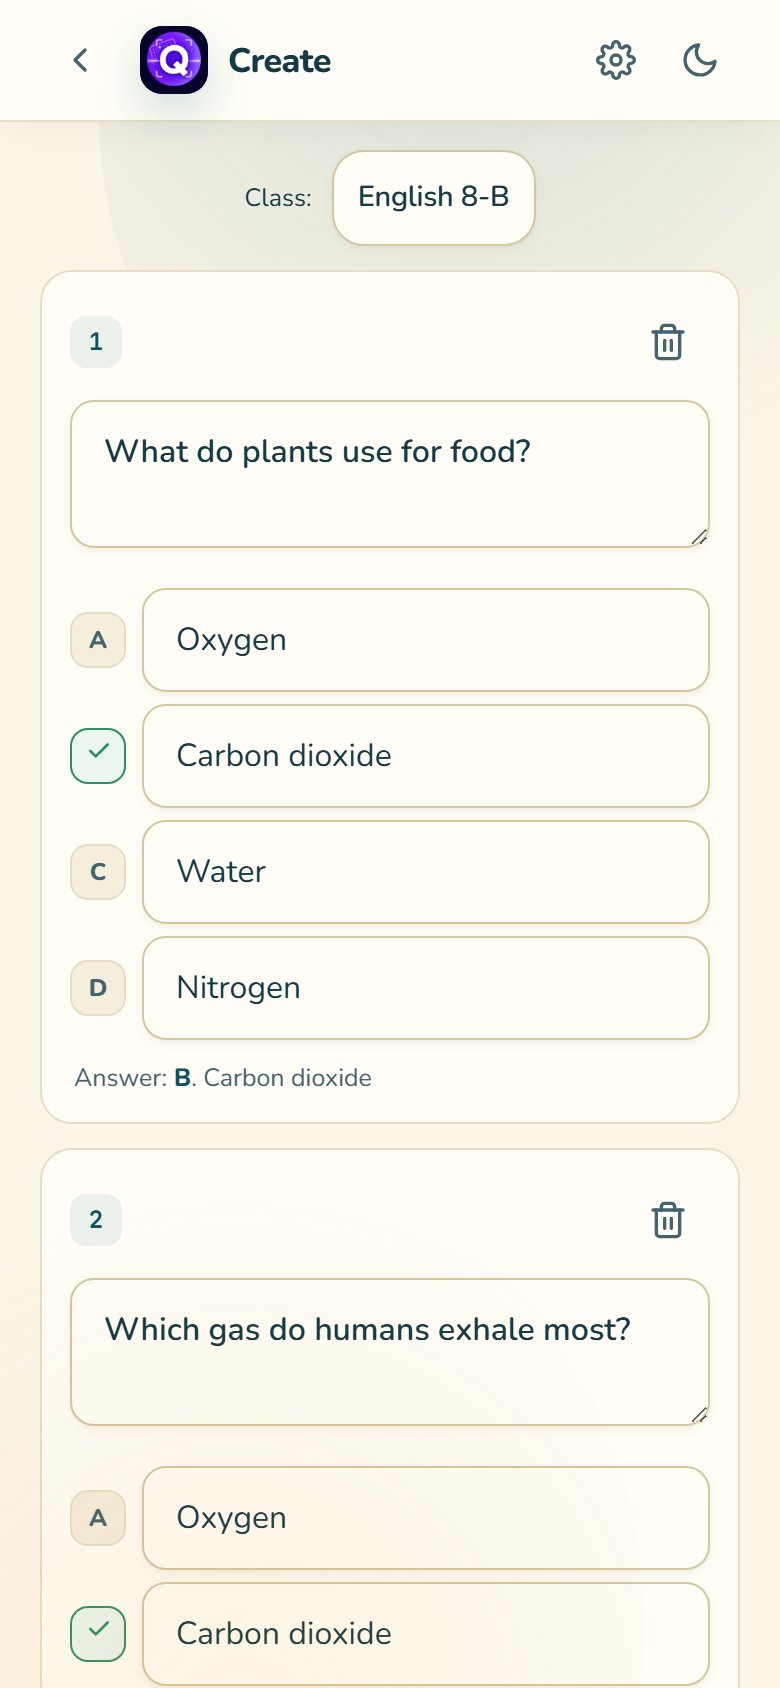 Q
Create
Class:
English 8-B
1
What do plants use for food?
A
Oxygen
Carbon dioxide
C
Water
D
Nitrogen
Answer: B. Carbon dioxide
2
Which gas do humans exhale most?
A
Oxygen
Carbon dioxide